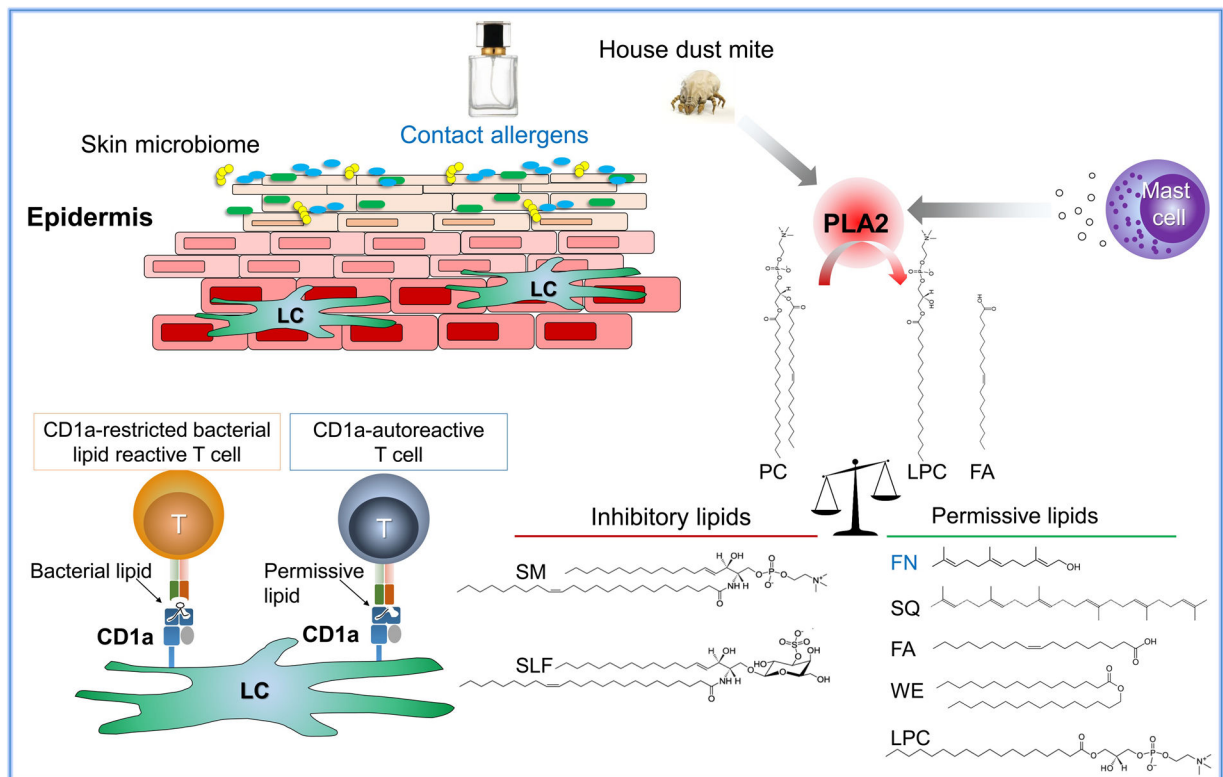 House dust mite
Skin microbiome
Contact allergens
Epidermis
LC
LC
PLA2
Mast
cell
PC
LPC
FA
CD1a-restricted bacterial
lipid reactive T cell
CD1a-autoreactive
T cell
T
T
Bacterial lipid
Permissive
lipid
CD1a
CD1a
LC
Inhibitory lipids
Permissive lipids
SM
SLF
FN
SQ
FA
WE
LPC